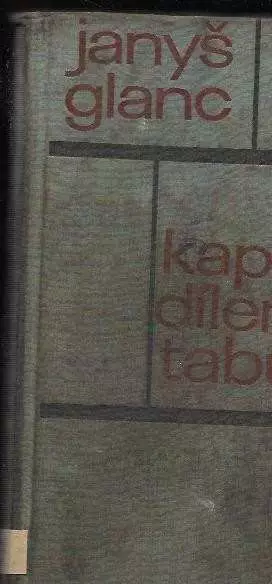 janyš
glanc
kap
díler
tab